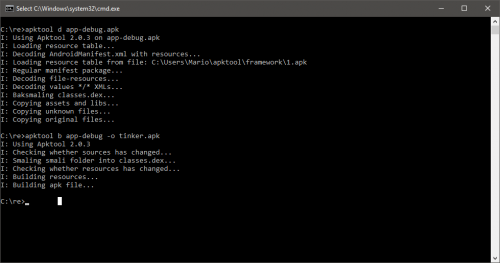 Select C:\Windows\system32\cmd.exe
C:\re>apktool d app-debug.apk
I: Using Apktool 2.0.3 on app-debug.apk
I: Loading resource table...
I: Decoding AndroidManifest.xml with resources...
I: Loading resource table from file: C:\Users\Mario\apktool\framework\1.apk
I: Regular manifest package...
I: Decoding file-resources...
I: Decoding values */* XMLs...
I: Baksmaling classes.dex...
I: Copying assets and libs...
I: Copying unknown files...
I: Copying original files...
C:\re>apktool b app-debug -o tinker.apk
I: Using Apktool 2.0.3
I: Checking whether sources has changed...
I: Smaling smali folder into classes.dex...
I: Checking whether resources has changed...
I: Building resources...
I: Building apk file...
C:\re>